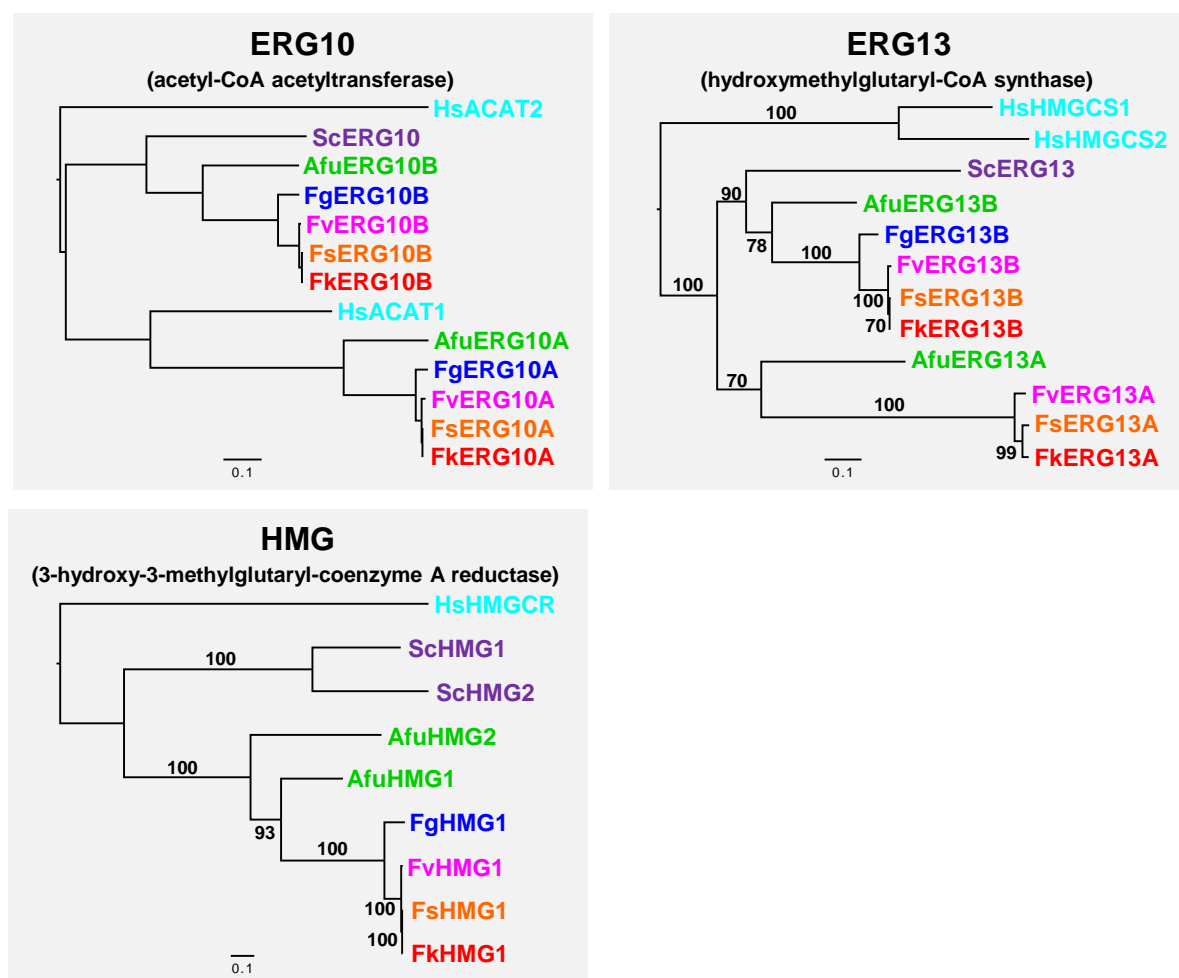 ERG10
(acetyl-CoA acetyltransferase)
HsACAT2
ScERG10
AfuERG10B
FgERG10B
FvERG10B
FsERG10B
FkERG10B
HsACAT1
AfuERG10A
FgERG10A
FvERG10A
FsERG10A
FkERG10A
0.1
ERG13
(hydroxymethylglutaryl-CoA synthase)
100
HsHMGCS1
HsHMGCS2
ScERG13
90
AfuERG13B
78
FgERG13B
100
FvERG13B
100
100
FsERG13B
70
FkERG13B
AfuERG13A
70
FvERG13A
100
FsERG13A
99
FkERG13A
0.1
HMG
(3-hydroxy-3-methylglutaryl-coenzyme A reductase)
HsHMGCR
ScHMG1
100
ScHMG2
AfuHMG2
100
AfuHMG1
93
FgHMG1
100
FvHMG1
100
FsHMG1
100
FkHMG1
0.1